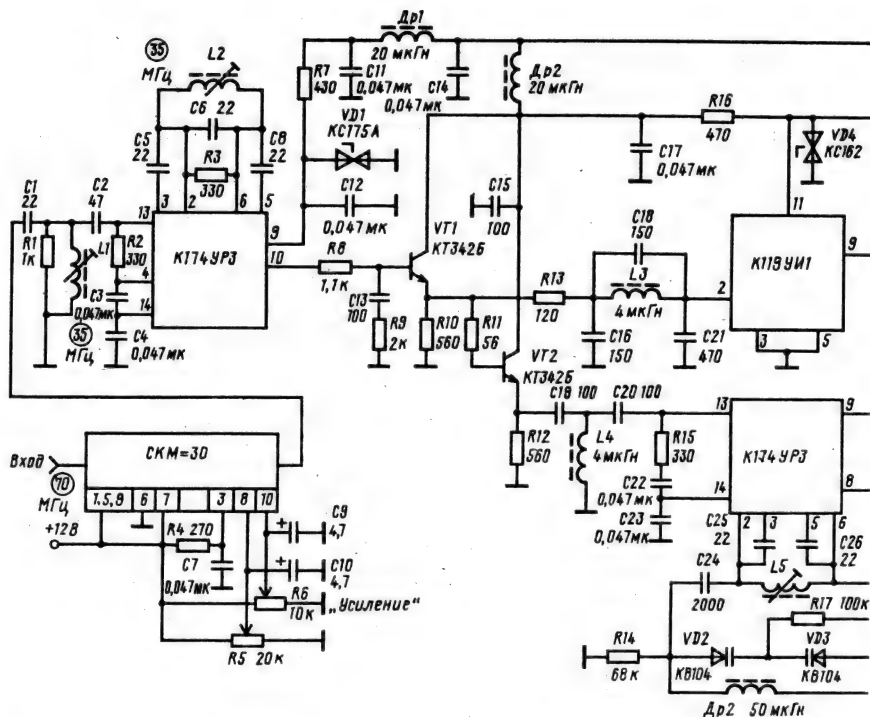 Др1
20 мкГн
35
МГц
L2
C6
22
R7
430
C11
0,047мк
C14
0,047мк
Др2
20 мкГн
VD1
КС175А
C5
22
R3
330
C8
22
R16
470
VD4
КС162
C17
0,047мк
C1
22
C2
47
13
3
2
6
5
C12
0,047мк
C15
100
11
R1
1к
L1
R2
330
4
C3
0,047мк
14
К174УР3
9
10
R8
1,1к
VT1
КТ342Б
C18
150
R13
120
L3
4мкГн
2
К119УИ1
9
3
5
35
МГц
C4
0,047мк
C13
100
R9
2к
R10
560
R11
56
C16
150
C21
470
VT2
КТ342Б
C18 100
C20 100
13
9
Вход
70
МГц
СКМ=30
R12
560
L4
4мкГн
R15
330
К174УР3
1,5,9
6
7
3
8
10
C22
0,047мк
14
8
+12В
R4 270
C9
4,7
C23
0,047мк
C25
22
2
3
5
6
C26
22
C7
0,047мк
C10
4,7
R6
10к
„Усиление“
C24
2000
L5
R17 100к
R5
20к
R14
68к
VD2
КВ104
VD3
КВ104
Др2 50 мкГн